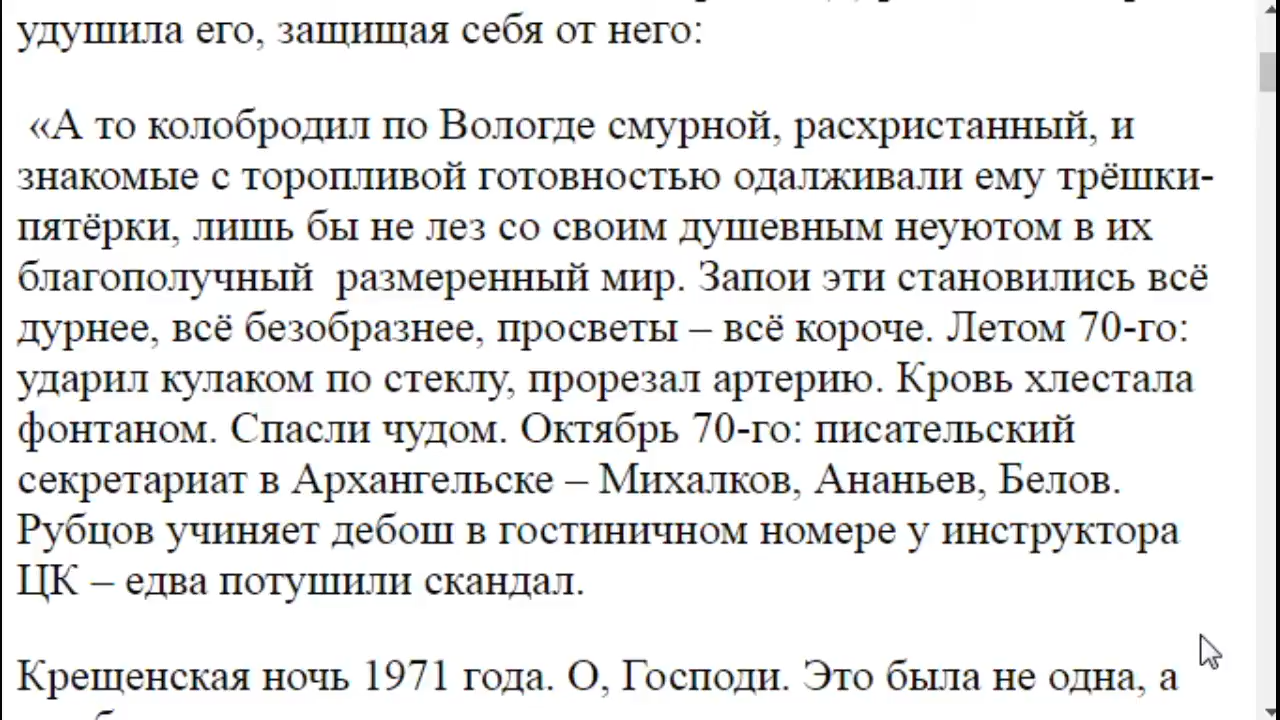 удушила его, защищая себя от него:
«А то колобродил по Вологде смурной, расхристанный, и
знакомые с торопливой готовностью одалживали ему трёшки-
пятёрки, лишь бы не лез со своим душевным неуютом в их
благополучный  размеренный мир. Запои эти становились всё
дурнее, всё безобразнее, просветы – всё короче. Летом 70-го:
ударил кулаком по стеклу, прорезал артерию. Кровь хлестала
фонтаном. Спасли чудом. Октябрь 70-го: писательский
секретариат в Архангельске – Михалков, Ананьев, Белов.
Рубцов учиняет дебош в гостиничном номере у инструктора
ЦК – едва потушили скандал.
Крещенская ночь 1971 года. О, Господи. Это была не одна, а